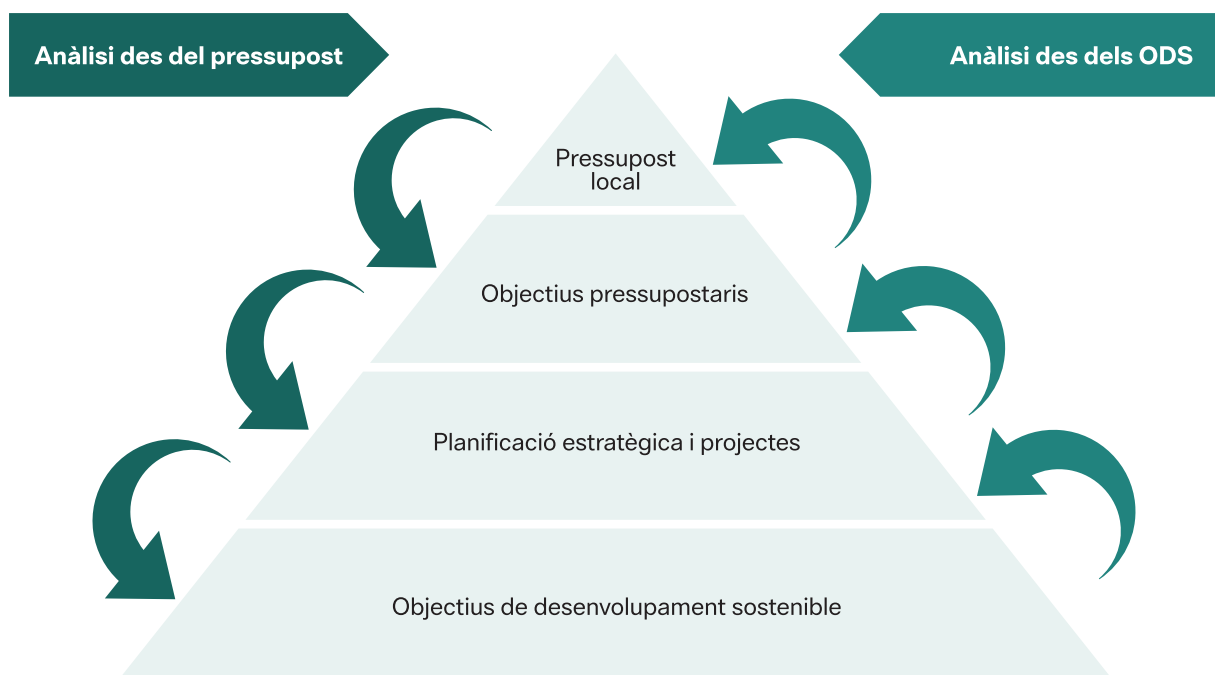 Anàlisi des del pressupost
Anàlisi des dels ODS
Pressupost
local
Objectius pressupostaris
Planificació estratègica i projectes
Objectius de desenvolupament sostenible